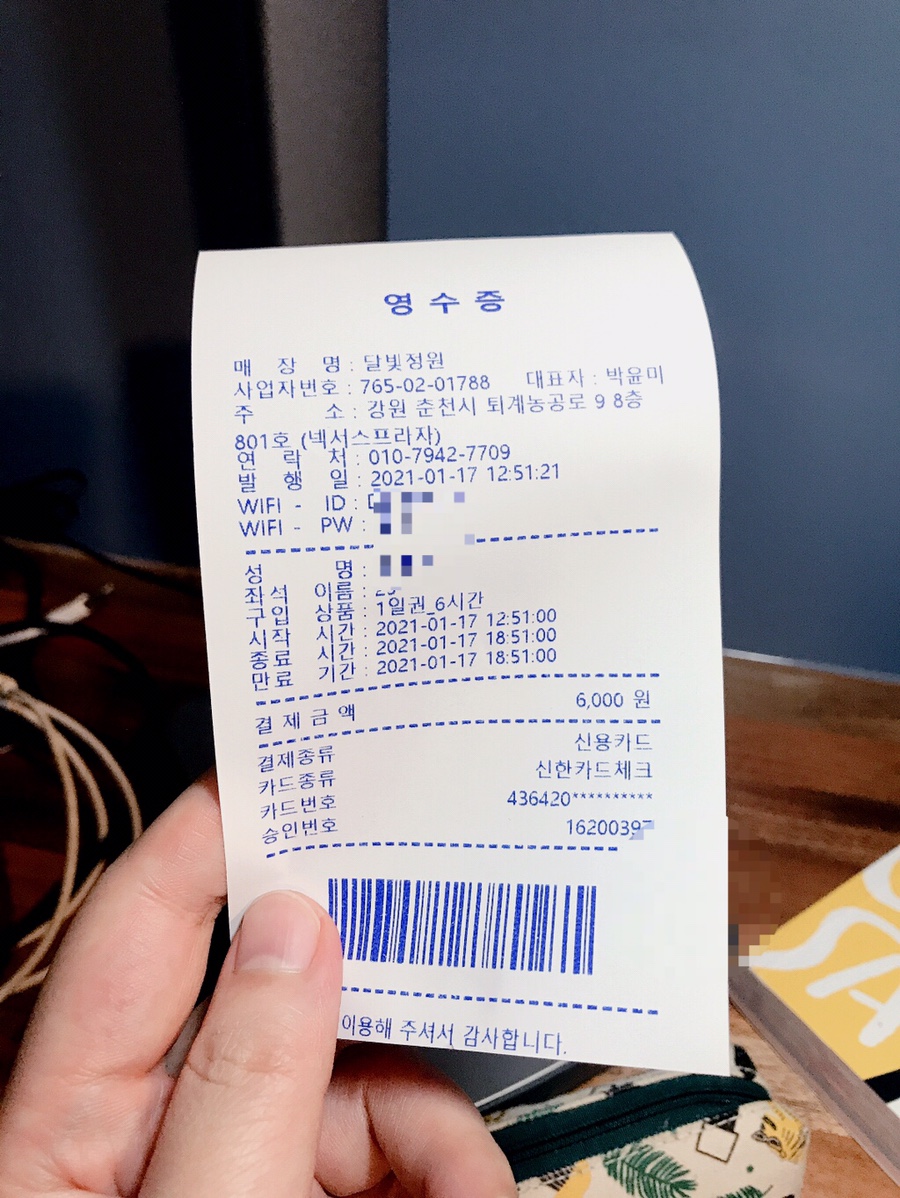 영수증
매 장 명 : 달빛정원
사업자번호 : 765-02-01788 대표자 : 박윤미
주 소 : 강원 춘천시 퇴계농공로 9 8층
801호 (넥서스프라자)
연 락 처 : 010-7942-7709
발 행 일 : 2021-01-17 12:51:21
WIFI - ID :
WIFI - PW :
성 명 :
좌석 이름 :
구입 상품 : 1일권_6시간
시작 시간 : 2021-01-17 12:51:00
종료 시간 : 2021-01-17 18:51:00
만료 기간 : 2021-01-17 18:51:00
결제금액 6,000 원
결제종류 신용카드
카드종류 신한카드체크
카드번호 436420**********
승인번호
이용해 주셔서 감사합니다.